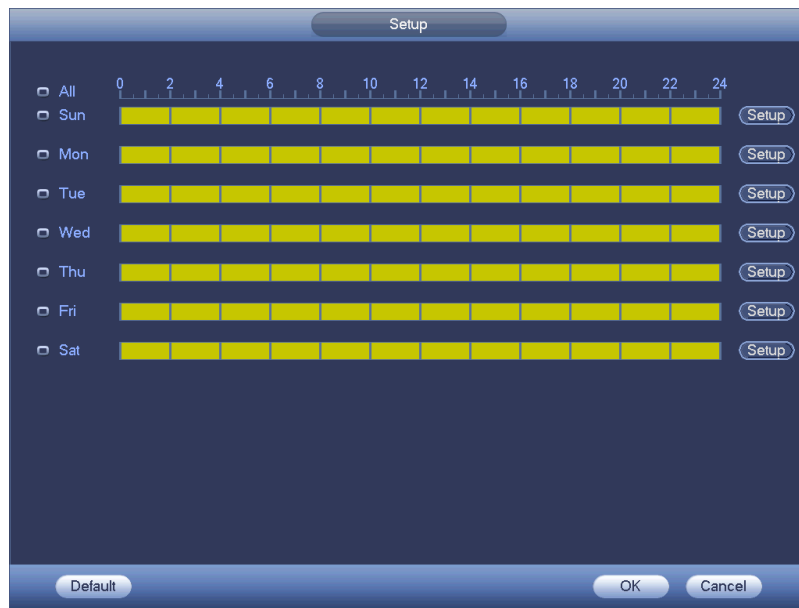 Setup
All 0 2 4 6 8 10 12 14 16 18 20 22 24
Sun Setup
Mon Setup
Tue Setup
Wed Setup
Thu Setup
Fri Setup
Sat Setup
Default OK Cancel